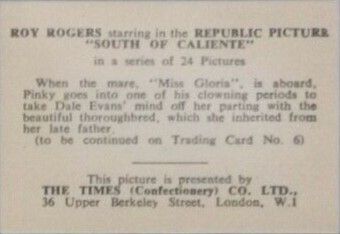 ROY ROGERS starring in the REPUBLIC PICTURE
"SOUTH OF CALIENTE"
in a series of 24 Pictures
When the mare, "Miss Gloria", is aboard,
Pinky goes into one of his clowning periods to
take Dale Evans' mind off her parting with the
beautiful thoroughbred, which she inherited from
her late father.
(to be continued on Trading Card No. 6)
This picture is presented by
THE TIMES (Confectionery) CO. LTD.,
36 Upper Berkeley Street, London, W.1